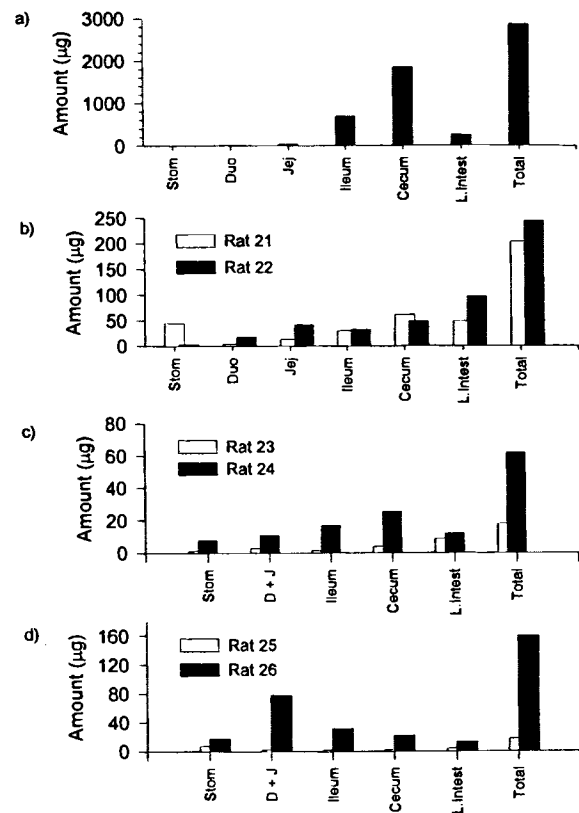 a)
Amount (µg)
3000
2000
1000
0
Stom
Duo
Jej
Ileum
Cecum
L.Intest
Total
b)
Amount (µg)
250
200
150
100
50
0
Rat 21
Rat 22
Stom
Duo
Jej
Ileum
Cecum
L.Intest
Total
c)
Amount (µg)
80
60
40
20
0
Rat 23
Rat 24
Stom
D + J
Ileum
Cecum
L.Intest
Total
d)
Amount (µg)
160
120
80
40
0
Rat 25
Rat 26
Stom
D + J
Ileum
Cecum
L.Intest
Total